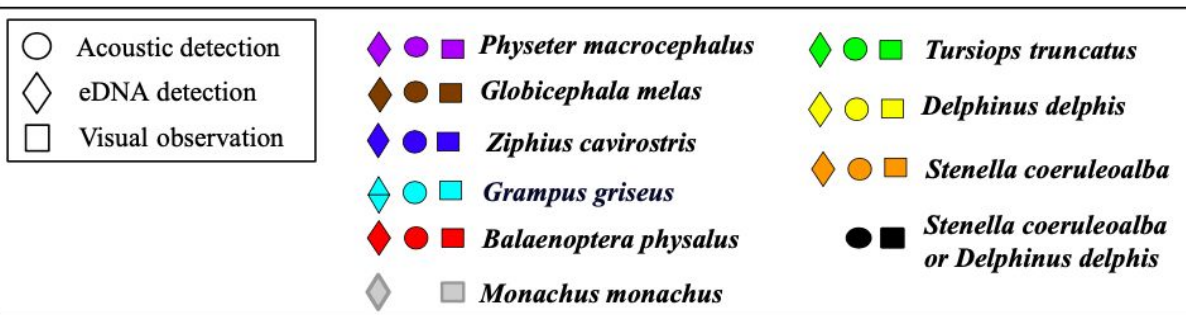 Acoustic detection
eDNA detection
Visual observation
Physeter macrocephalus
Globicephala melas
Ziphius cavirostris
Grampus griseus
Balaenoptera physalus
Monachus monachus
Tursiops truncatus
Delphinus delphis
Stenella coeruleoalba
Stenella coeruleoalba
or Delphinus delphis